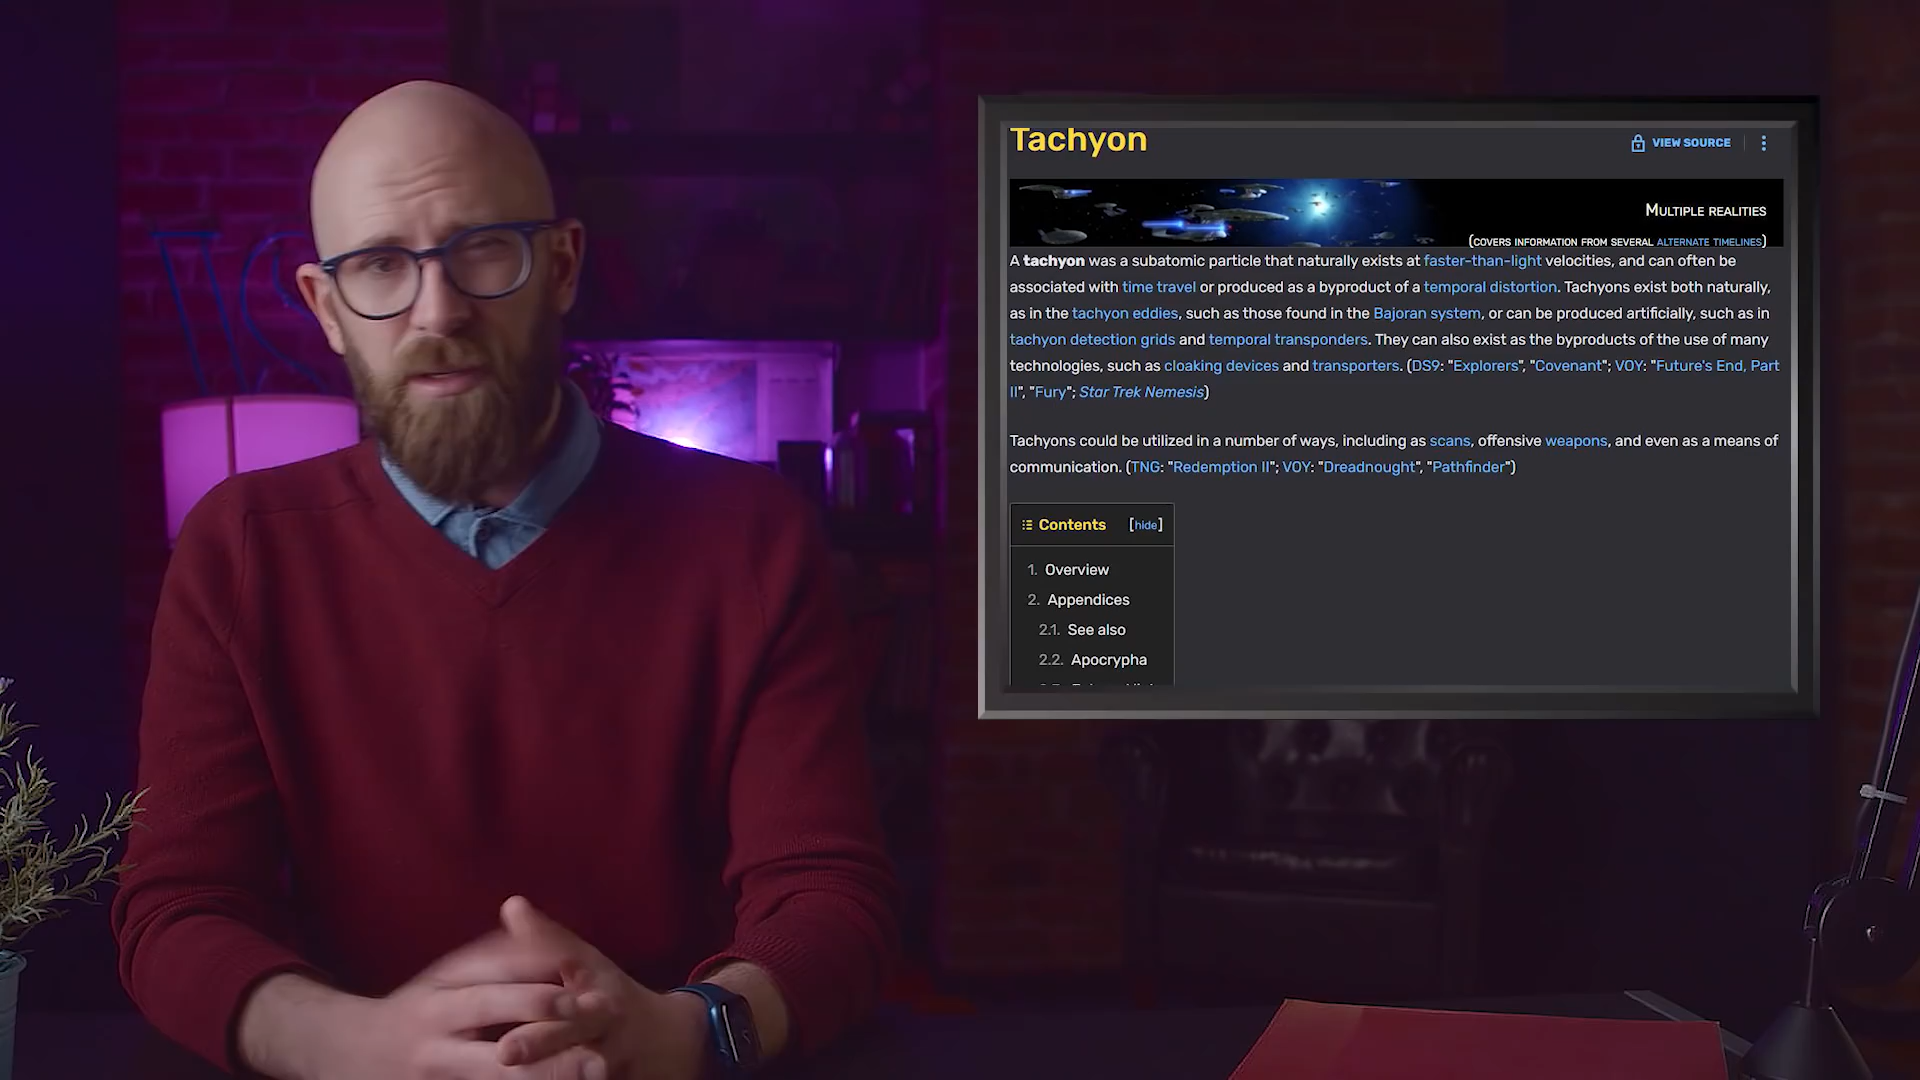 Tachyon
VIEW SOURCE
MULTIPLE REALITIES
(COVERS INFORMATION FROM SEVERAL ALTERNATE TIMELINES)
A tachyon was a subatomic particle that naturally exists at faster-than-light velocities, and can often be
associated with time travel or produced as a byproduct of a temporal distortion. Tachyons exist both naturally,
as in the tachyon eddies, such as those found in the Bajoran system, or can be produced artificially, such as in
tachyon detection grids and temporal transponders. They can also exist as the byproducts of the use of many
technologies, such as cloaking devices and transporters. (DS9: "Explorers", "Covenant"; VOY: "Future's End, Part
II", "Fury"; Star Trek Nemesis)
Tachyons could be utilized in a number of ways, including as scans, offensive weapons, and even as a means of
communication. (TNG: "Redemption II"; VOY: "Dreadnought", "Pathfinder")
Contents [hide]
1. Overview
2. Appendices
2.1. See also
2.2. Apocrypha